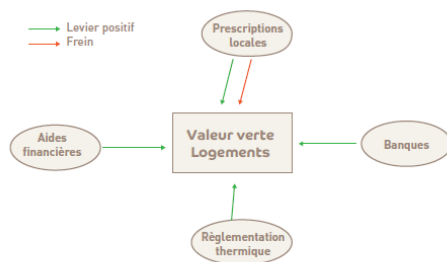 Levier positif
Frein
Prescriptions
locales
Aides
financières
Valeur verte
Logements
Banques
Règlementation
thermique